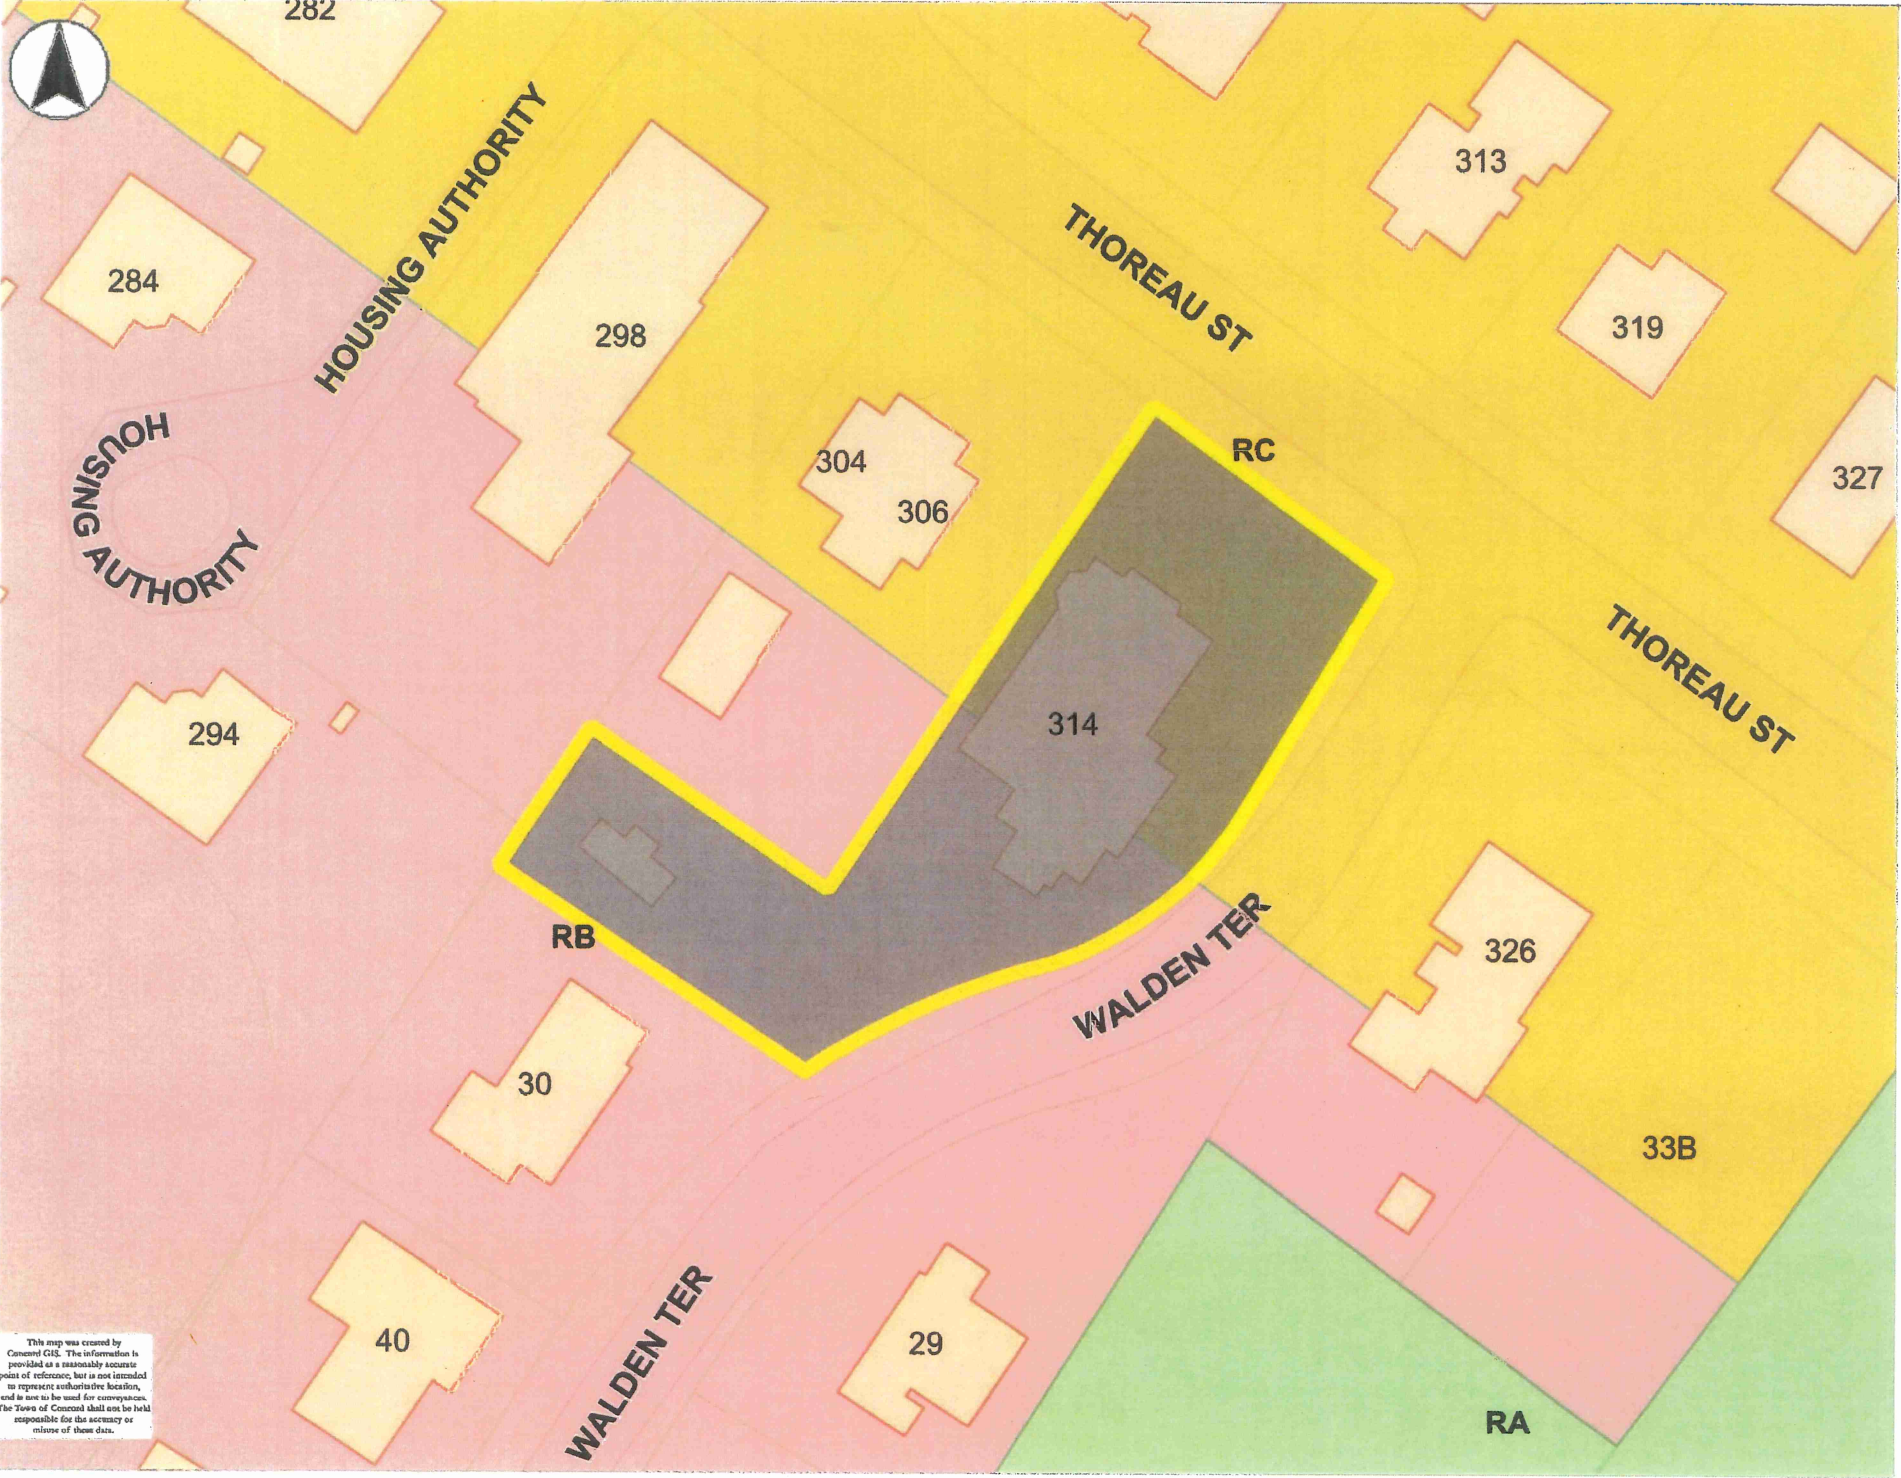 282
HOUSING AUTHORITY
313
THOREAU ST
284
319
298
HOUSING AUTHORITY
RC
304
306
327
THOREAU ST
314
294
RB
WALDEN TER
326
30
33B
WALDEN TER
40
29
RA
This map was created by
Concord GIS. The information is
provided as a reasonably accurate
point of reference, but is not intended
to represent authoritative location,
and is not to be used for conveyances.
The Town of Concord shall not be held
responsible for the accuracy or
misuse of these data.